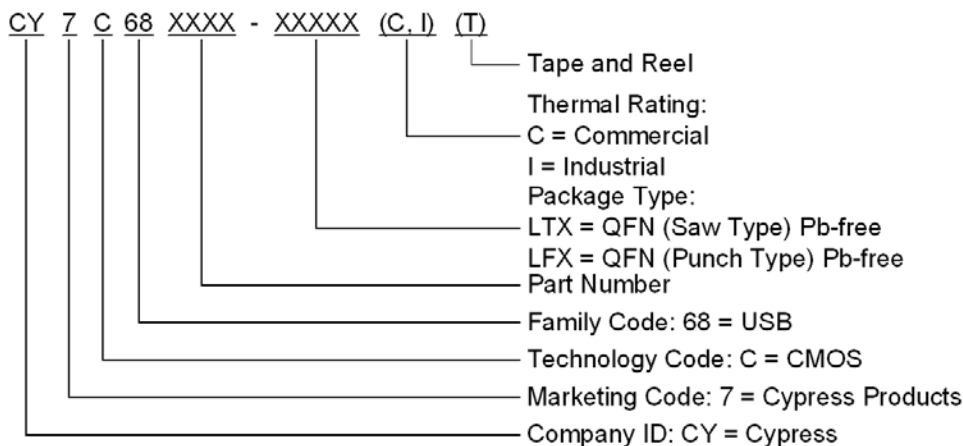 CY 7 C 68 XXXX - XXXXX (C, I) (T)
Tape and Reel
Thermal Rating:
C = Commercial
I = Industrial
Package Type:
LTX = QFN (Saw Type) Pb-free
LFX = QFN (Punch Type) Pb-free
Part Number
Family Code: 68 = USB
Technology Code: C = CMOS
Marketing Code: 7 = Cypress Products
Company ID: CY = Cypress